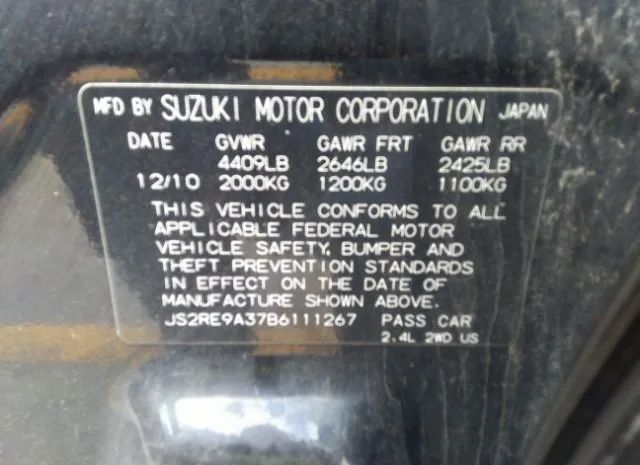 MFD BY SUZUKI MOTOR CORPORATION JAPAN
DATE GVWR GAWR FRT GAWR RR
4409LB 2646LB 2425LB
12/10 2000KG 1200KG 1100KG
THIS VEHICLE CONFORMS TO ALL
APPLICABLE FEDERAL MOTOR
VEHICLE SAFETY, BUMPER AND
THEFT PREVENTION STANDARDS
IN EFFECT ON THE DATE OF
MANUFACTURE SHOWN ABOVE.
JS2RE9A37B6111267 PASS CAR
2.4L 2WD US